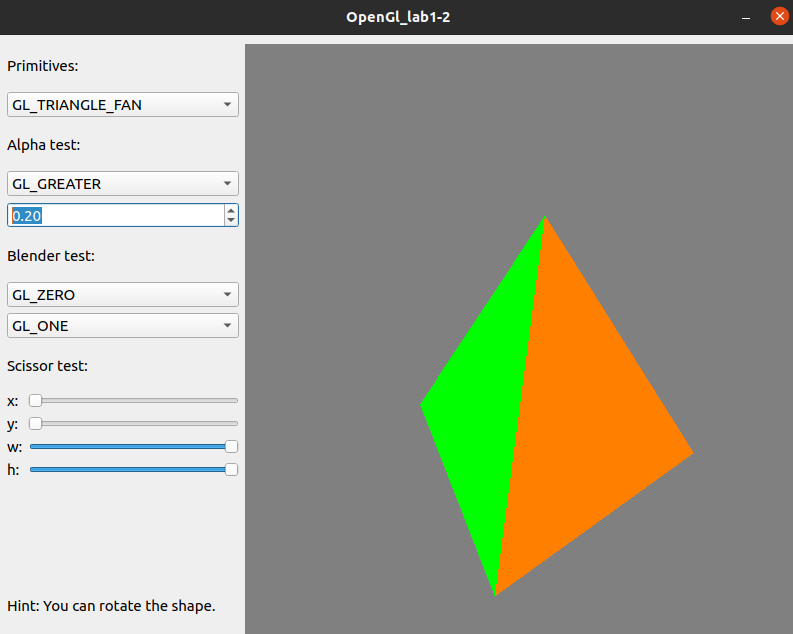 OpenGl_lab1-2
Primitives:
GL_TRIANGLE_FAN
Alpha test:
GL_GREATER
0.20
Blender test:
GL_ZERO
GL_ONE
Scissor test:
x:
y:
w:
h:
Hint: You can rotate the shape.